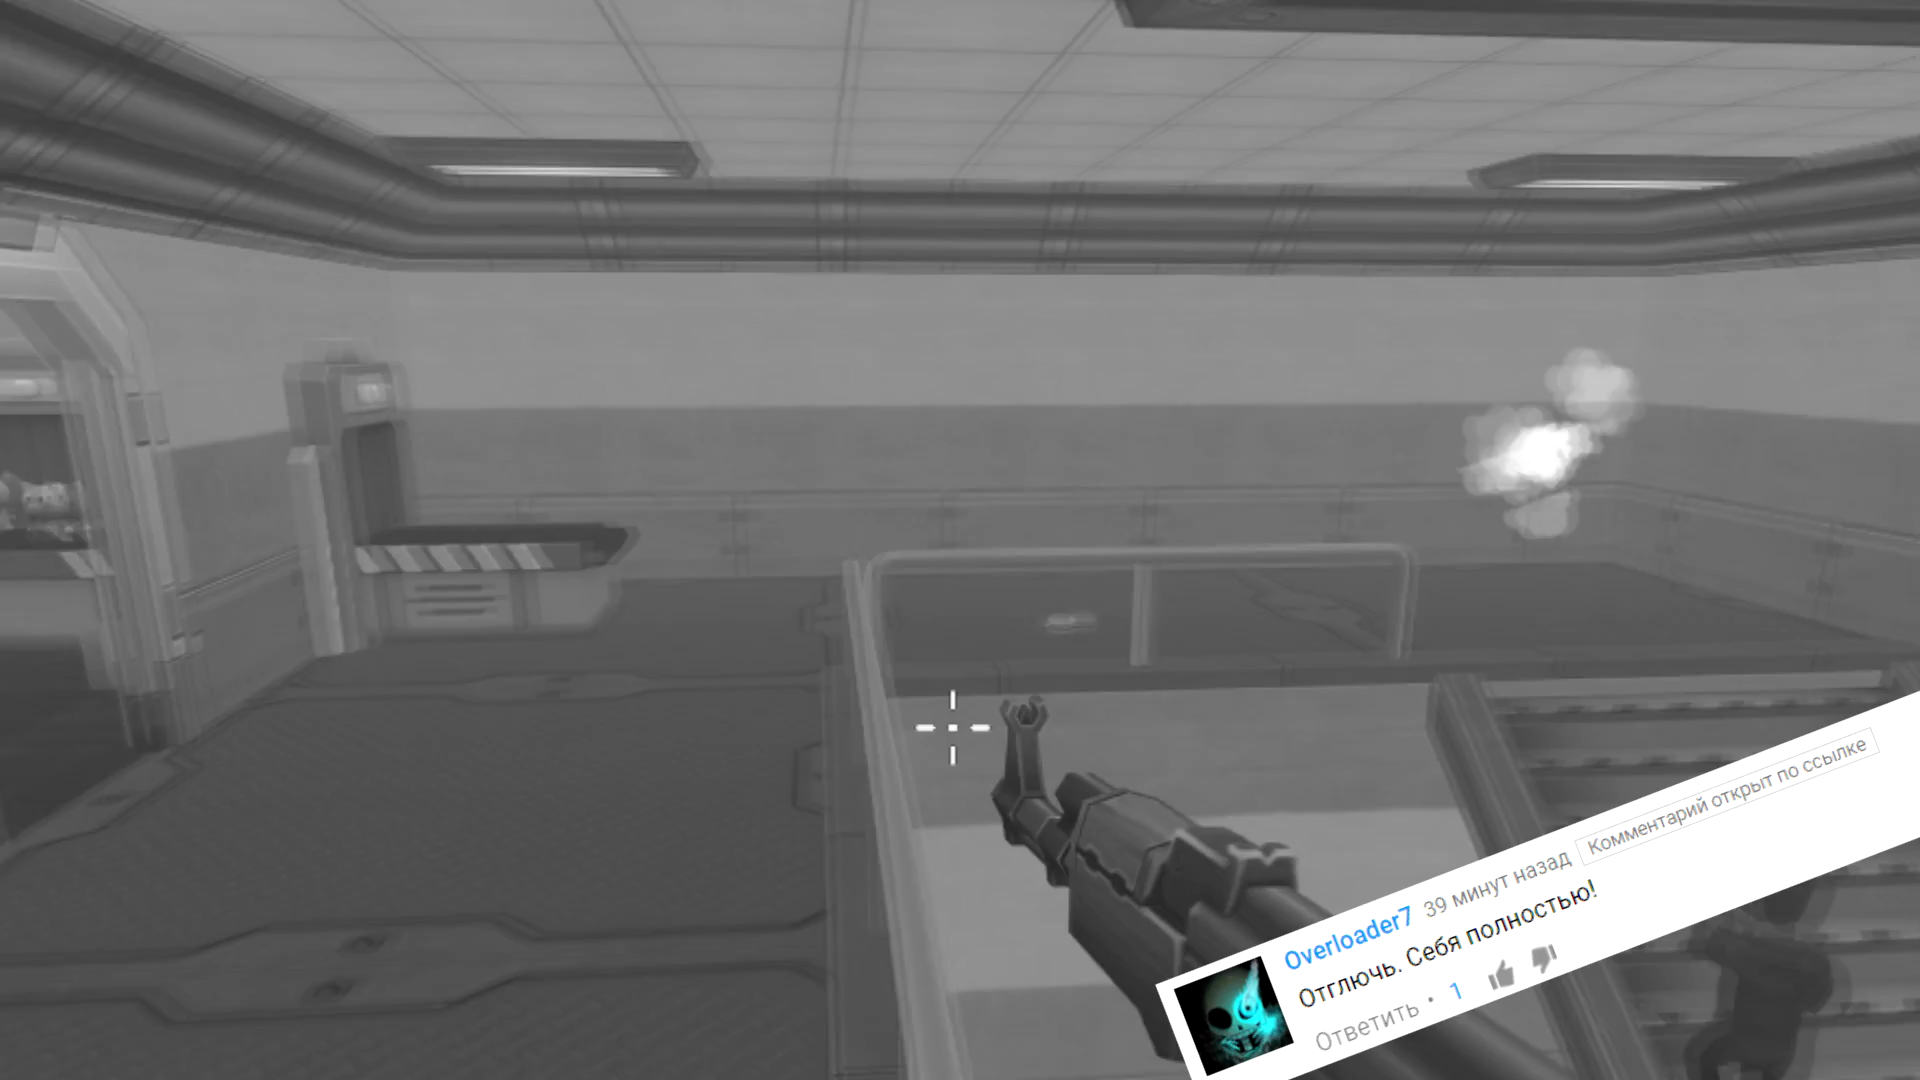 Overloader7 39 минут назад Комментарий открыт по ссылке
Отглючь. Себя полностью!
Ответить • 1